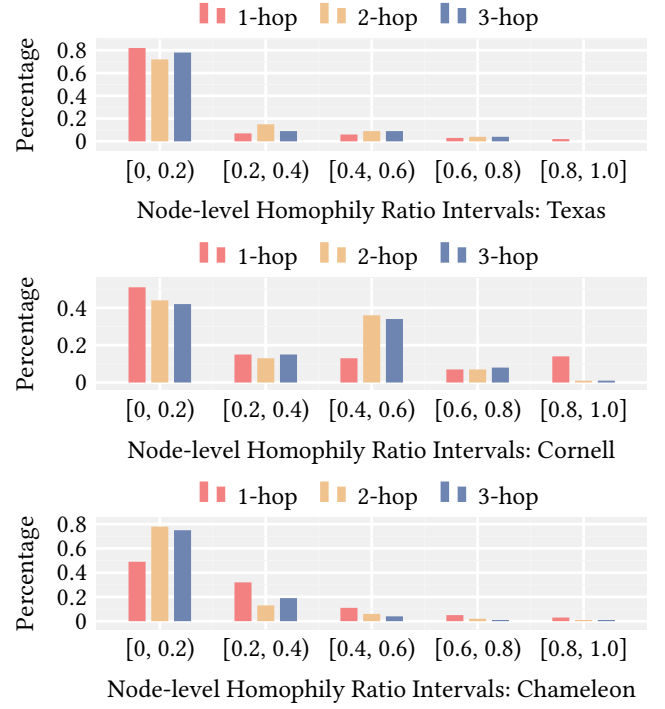 1-hop 2-hop 3-hop
Percentage
0.8
0.6
0.4
0.2
0
[0, 0.2) [0.2, 0.4) [0.4, 0.6) [0.6, 0.8) [0.8, 1.0]
Node-level Homophily Ratio Intervals: Texas
1-hop 2-hop 3-hop
Percentage
0.4
0.2
0
[0, 0.2) [0.2, 0.4) [0.4, 0.6) [0.6, 0.8) [0.8, 1.0]
Node-level Homophily Ratio Intervals: Cornell
1-hop 2-hop 3-hop
Percentage
0.8
0.6
0.4
0.2
0
[0, 0.2) [0.2, 0.4) [0.4, 0.6) [0.6, 0.8) [0.8, 1.0]
Node-level Homophily Ratio Intervals: Chameleon